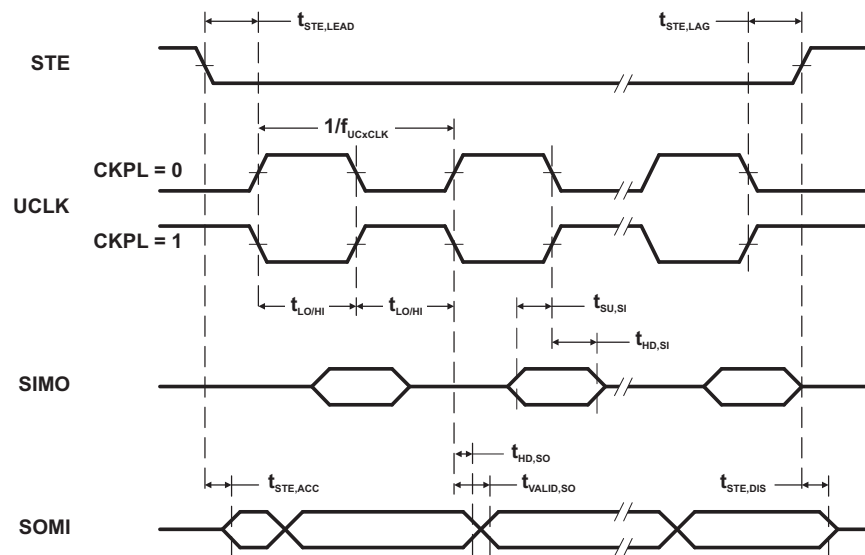 tSTE,LEAD
tSTE,LAG
STE
1/fUCxCLK
CKPL = 0
UCLK
CKPL = 1
tLO/HI
tLO/HI
tSU,SI
tHD,SI
SIMO
tHD,SO
tSTE,ACC
tVALID,SO
tSTE,DIS
SOMI